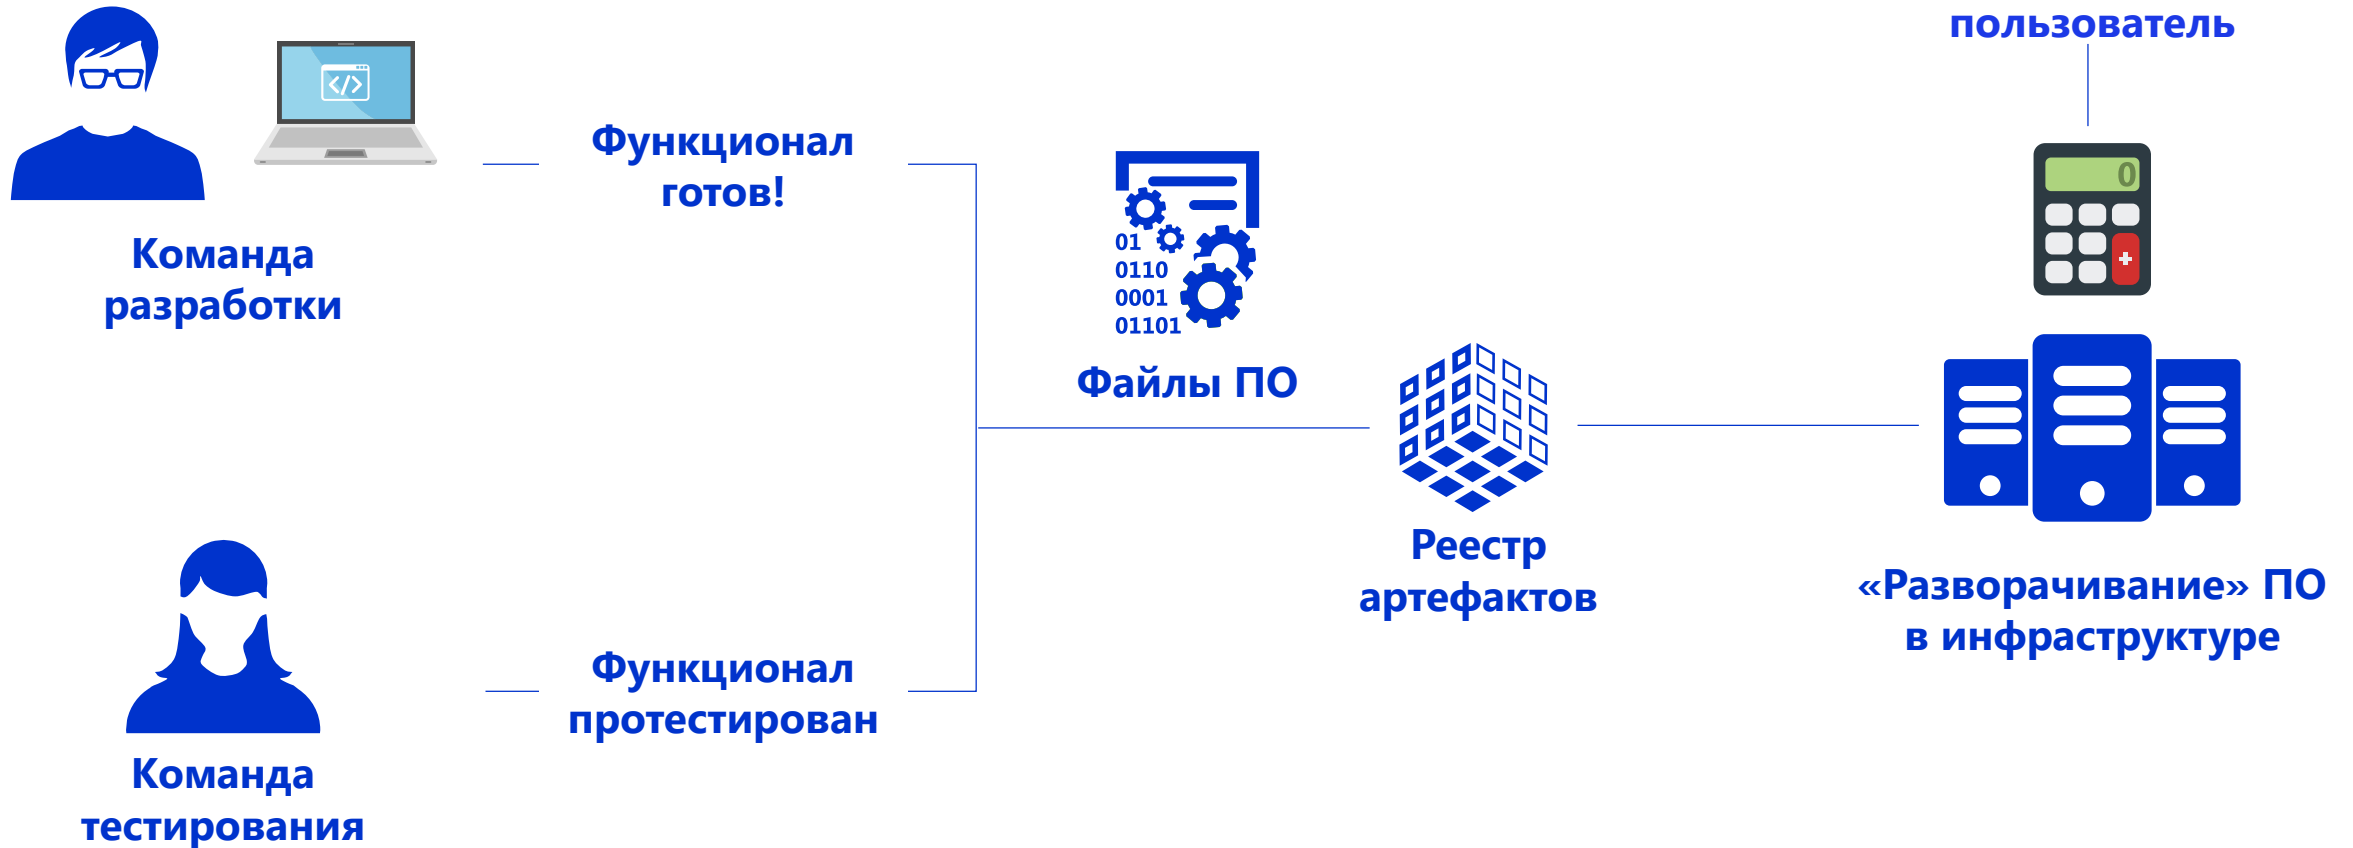 пользователь
</>
Функционал
готов!
0
Команда
разработки
01
0110
0001
01101
Файлы ПО
Реестр
артефактов
«Разворачивание» ПО
в инфраструктуре
Функционал
протестирован
Команда
тестирования